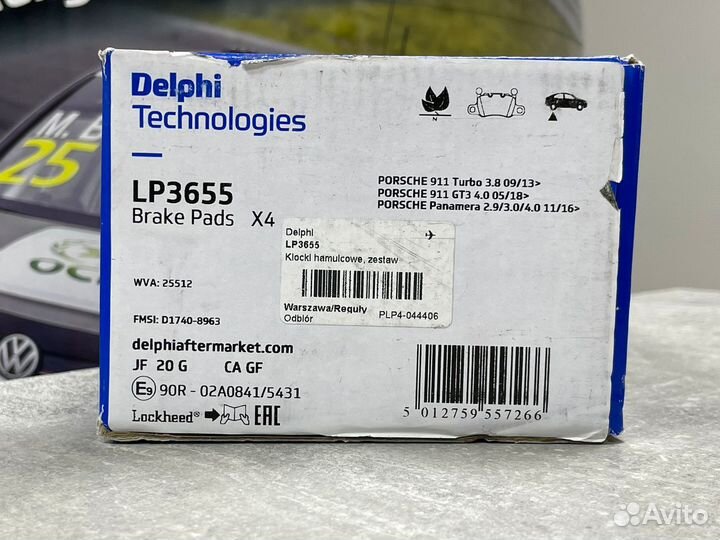 M. B
25
OC
Delphi
Technologies
N
LP3655
Brake Pads X4
PORSCHE 911 Turbo 3.8 09/13>
PORSCHE 911 GT3 4.0 05/18>
PORSCHE Panamera 2.9/3.0/4.0 11/16>
Delphi
LP3655
Klocki hamulcowe, zestaw
Warszawa/Reguły
Odbiór PLP4-044406
WVA: 25512
FMSI: D1740-8963
delphiaftermarket.com
JF 20 G CA GF
E9 90R - 02A0841/5431
Lockheed® EAC
5 012759 557266
Avito